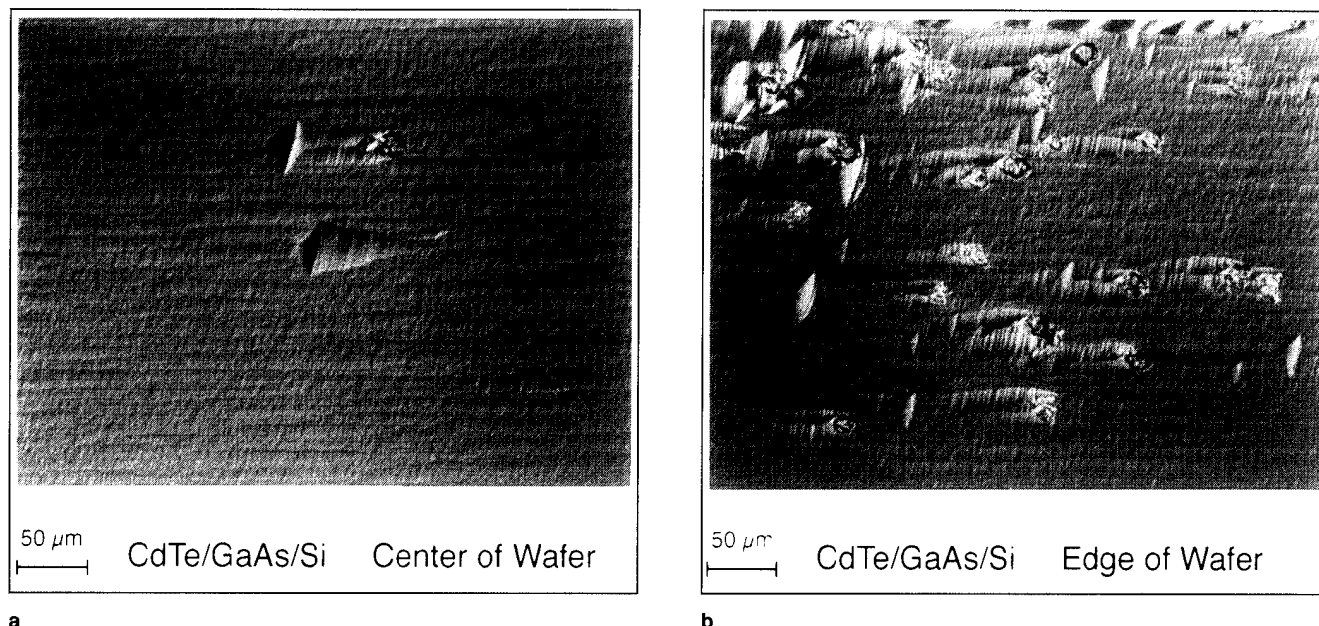 50 μm CdTe/GaAs/Si Center of Wafer
a
50 μm CdTe/GaAs/Si Edge of Wafer
b